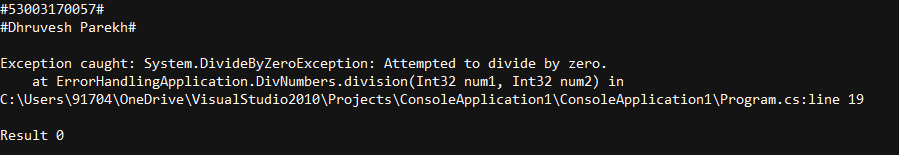 #53003170057#
#Dhruvesh Parekh#
Exception caught: System.DivideByZeroException: Attempted to divide by zero.
at ErrorHandlingApplication.DivNumbers.division(Int32 num1, Int32 num2) in
C:\Users\91704\OneDrive\VisualStudio2010\Projects\ConsoleApplication1\ConsoleApplication1\Program.cs:line 19
Result 0